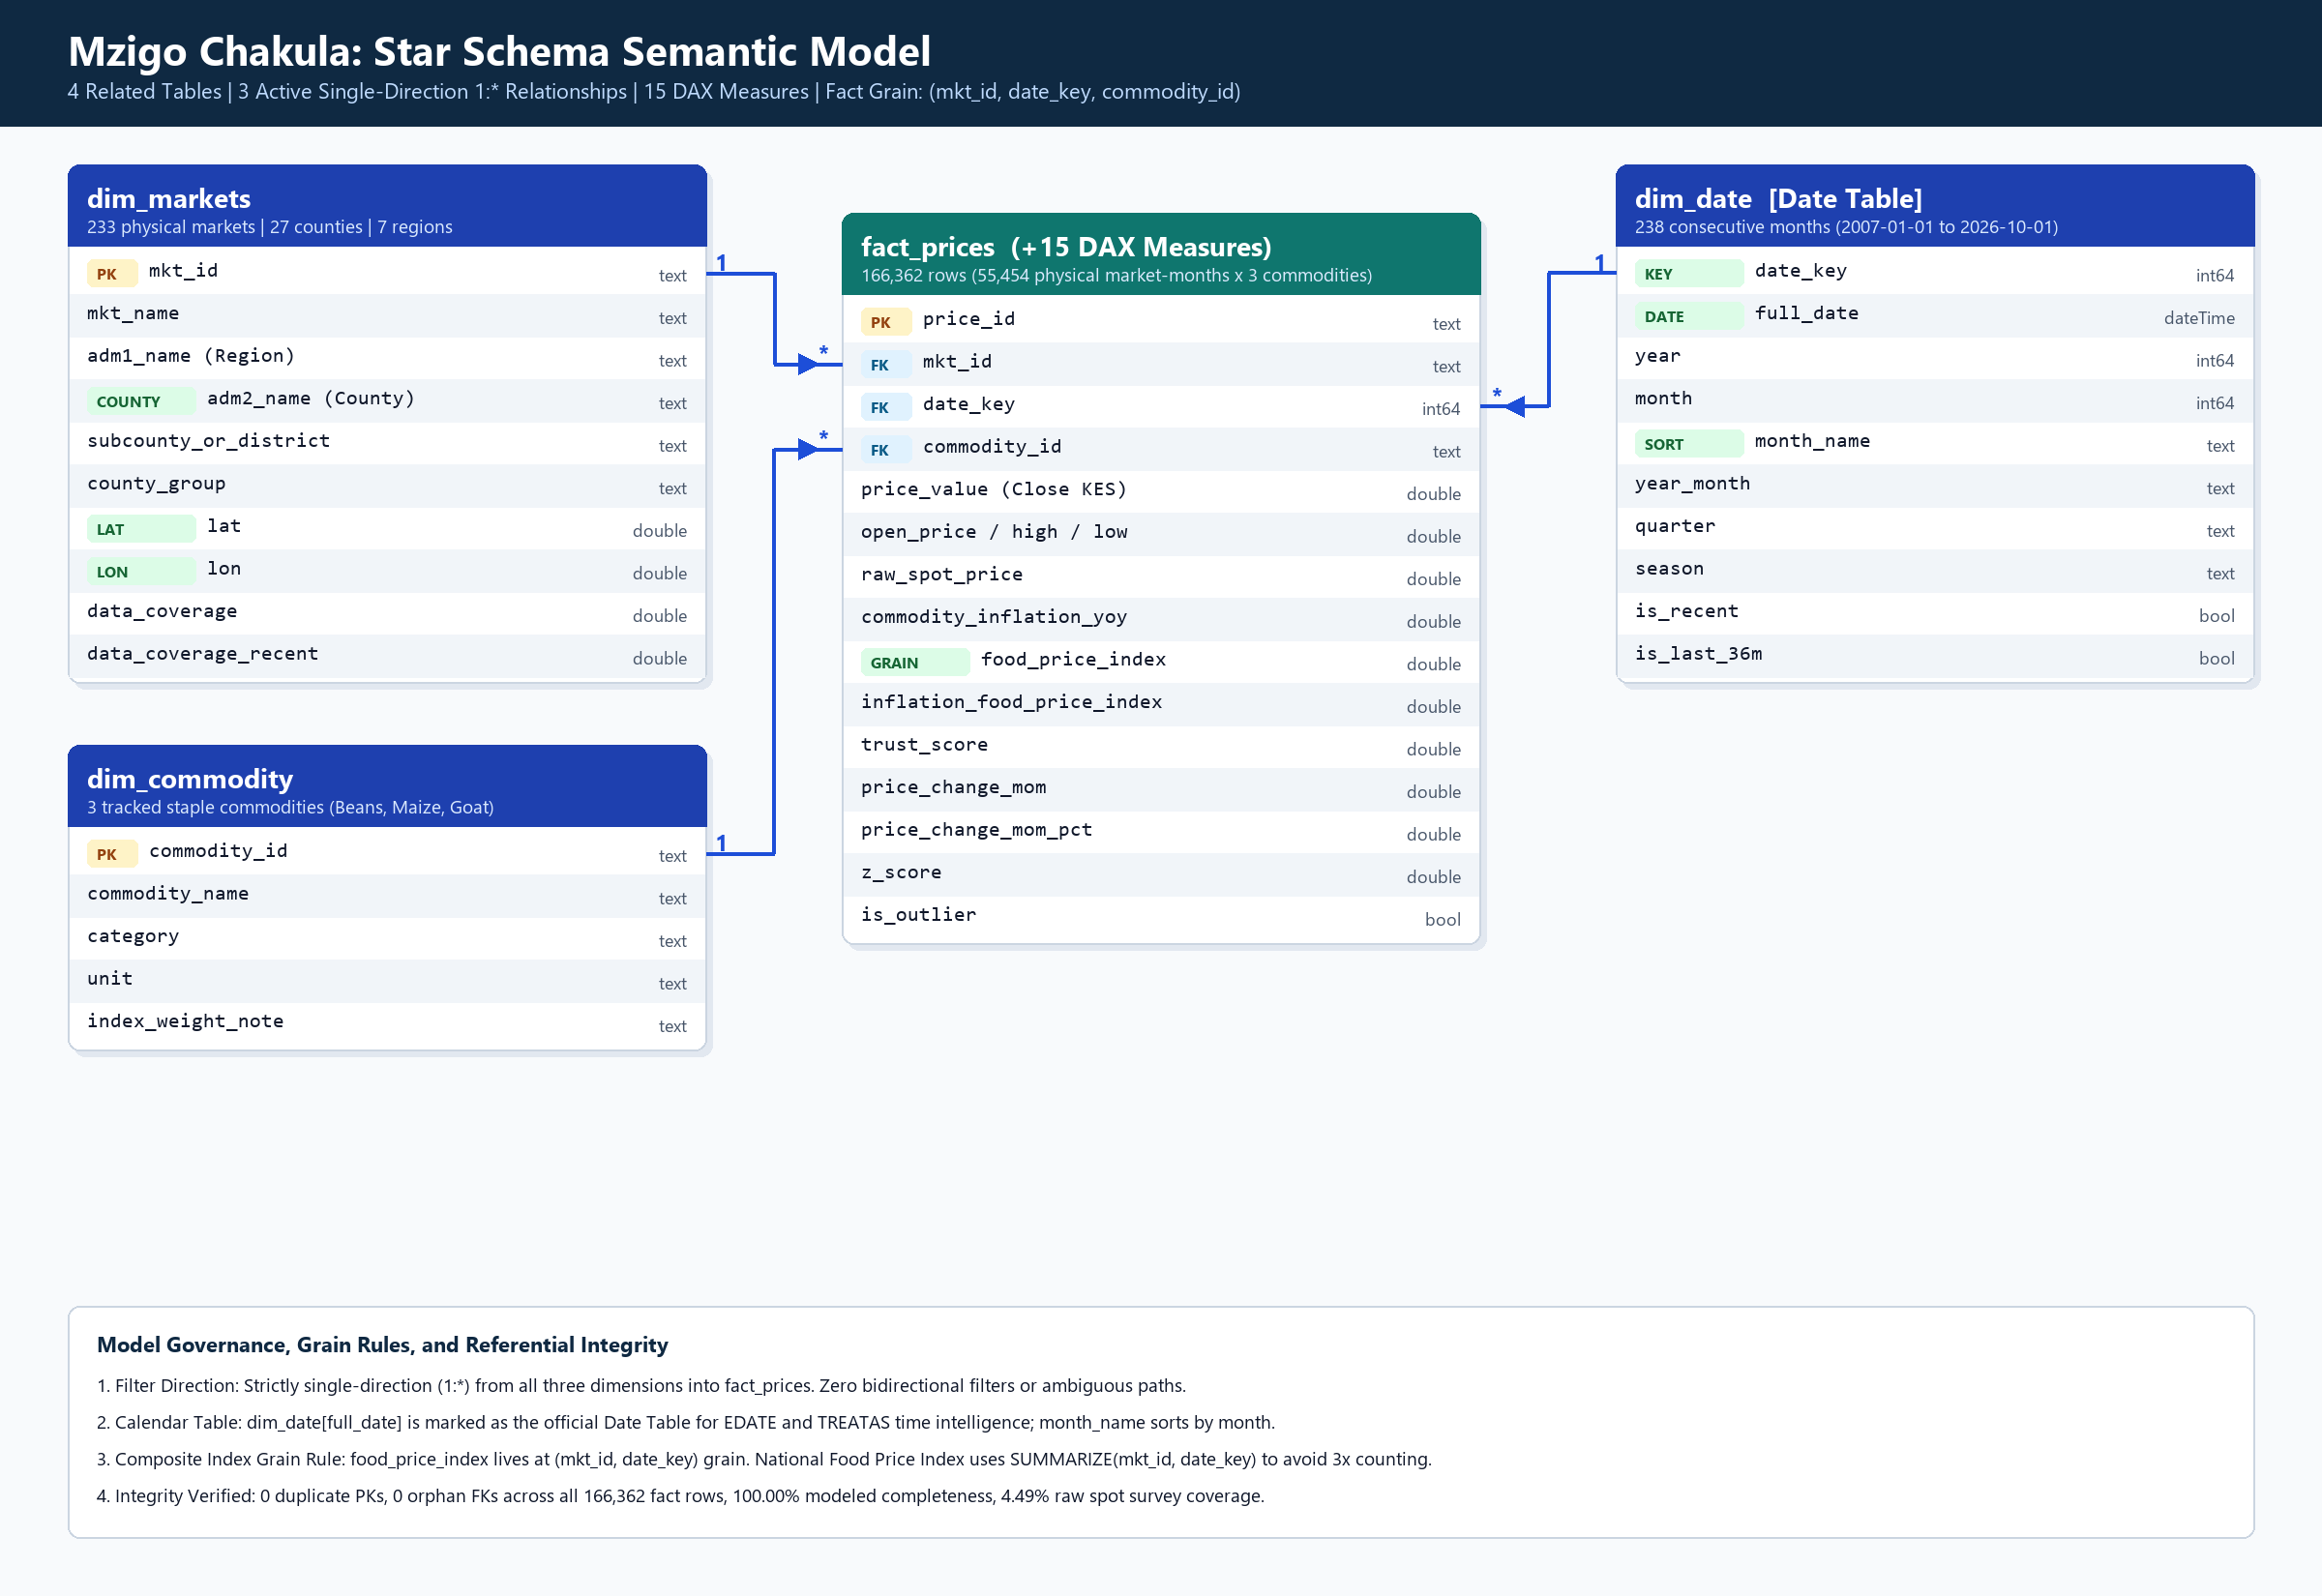 Mzigo Chakula: Star Schema Semantic Model
4 Related Tables | 3 Active Single-Direction 1:* Relationships | 15 DAX Measures | Fact Grain: (mkt_id, date_key, commodity_id)
dim_markets
233 physical markets | 27 counties | 7 regions
PK mkt_id text
mkt_name text
adm1_name (Region) text
COUNTY adm2_name (County) text
subcounty_or_district text
county_group text
LAT lat double
LON lon double
data_coverage double
data_coverage_recent double
1
*
dim_commodity
3 tracked staple commodities (Beans, Maize, Goat)
PK commodity_id text
commodity_name text
category text
unit text
index_weight_note text
1
*
fact_prices (+15 DAX Measures)
166,362 rows (55,454 physical market-months x 3 commodities)
PK price_id text
FK mkt_id text
FK date_key int64
FK commodity_id text
price_value (Close KES) double
open_price / high / low double
raw_spot_price double
commodity_inflation_yoy double
GRAIN food_price_index double
inflation_food_price_index double
trust_score double
price_change_mom double
price_change_mom_pct double
z_score double
is_outlier bool
*
1
dim_date [Date Table]
238 consecutive months (2007-01-01 to 2026-10-01)
KEY date_key int64
DATE full_date dateTime
year int64
month int64
SORT month_name text
year_month text
quarter text
season text
is_recent bool
is_last_36m bool
Model Governance, Grain Rules, and Referential Integrity
1. Filter Direction: Strictly single-direction (1:*) from all three dimensions into fact_prices. Zero bidirectional filters or ambiguous paths.
2. Calendar Table: dim_date[full_date] is marked as the official Date Table for EDATE and TREATAS time intelligence; month_name sorts by month.
3. Composite Index Grain Rule: food_price_index lives at (mkt_id, date_key) grain. National Food Price Index uses SUMMARIZE(mkt_id, date_key) to avoid 3x counting.
4. Integrity Verified: 0 duplicate PKs, 0 orphan FKs across all 166,362 fact rows, 100.00% modeled completeness, 4.49% raw spot survey coverage.